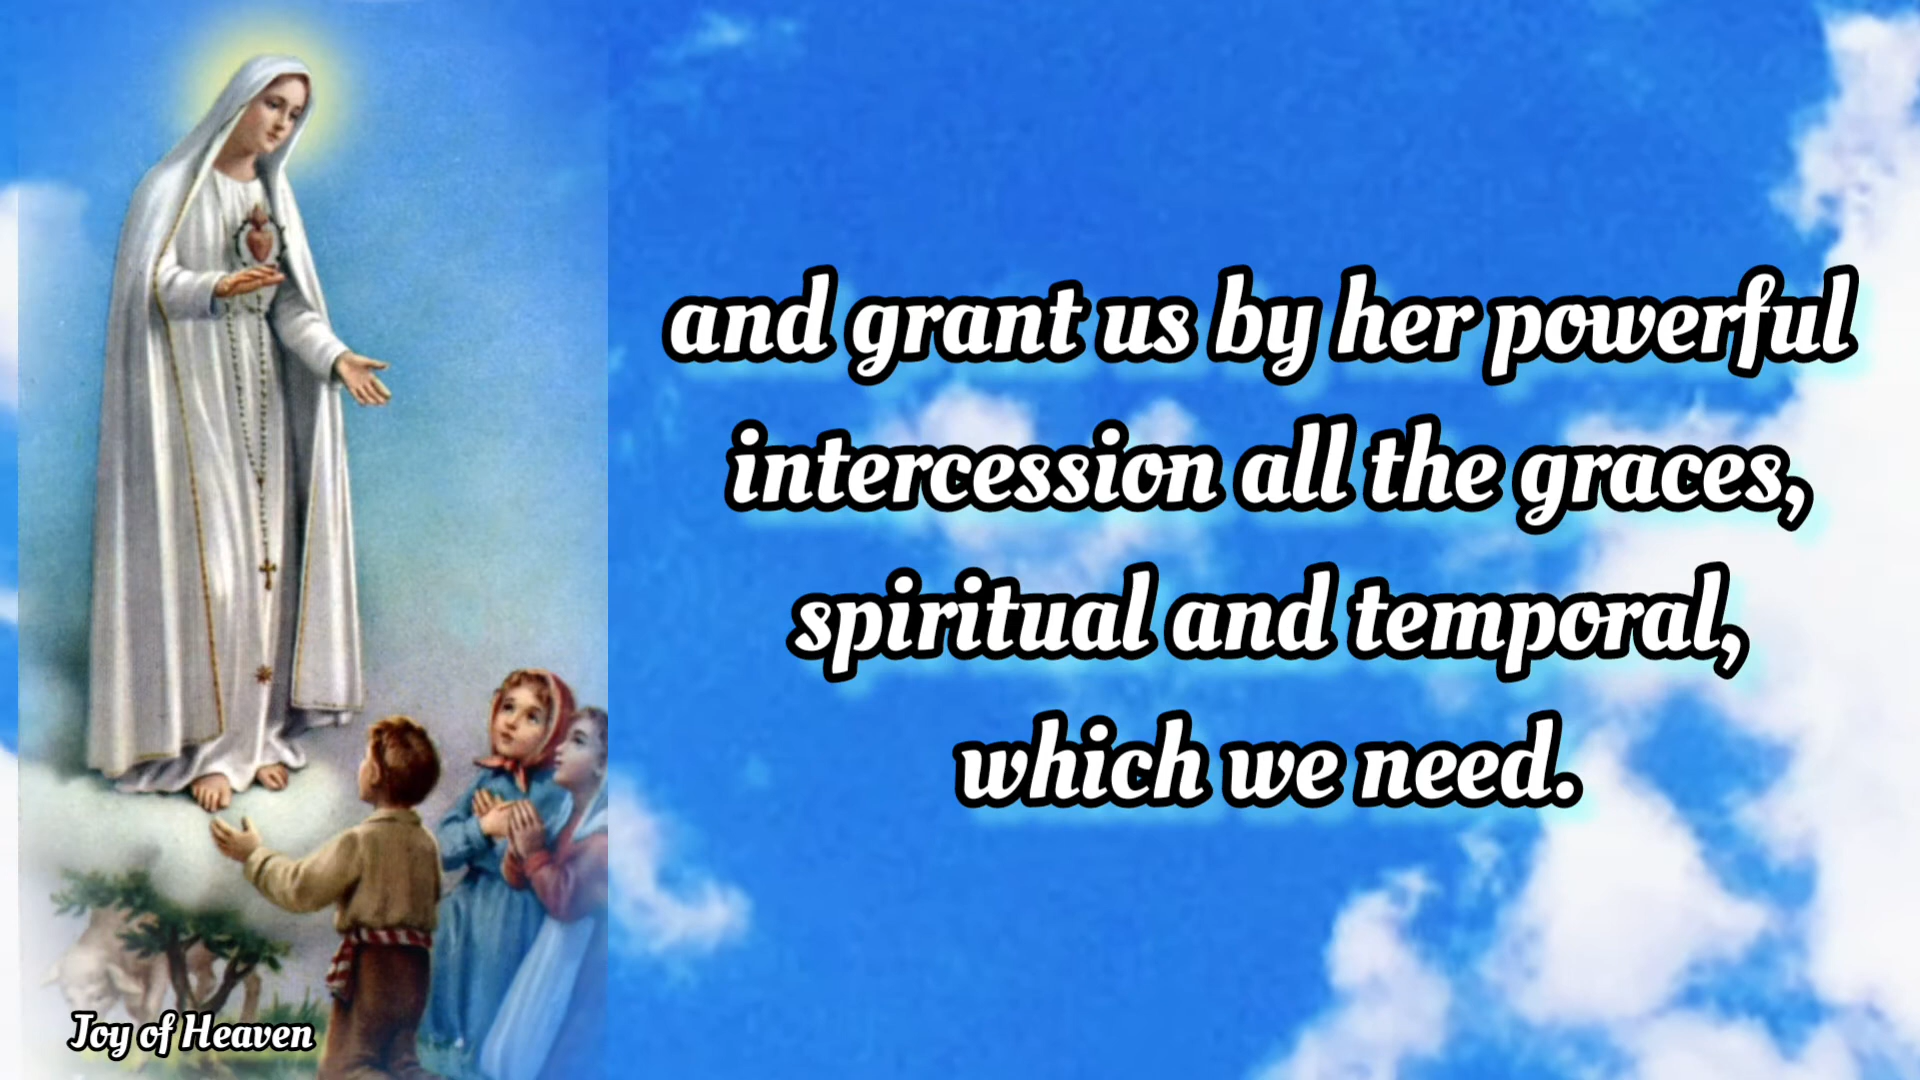 and grant us by her powerful
intercession all the graces,
spiritual and temporal,
which we need.
Joy of Heaven